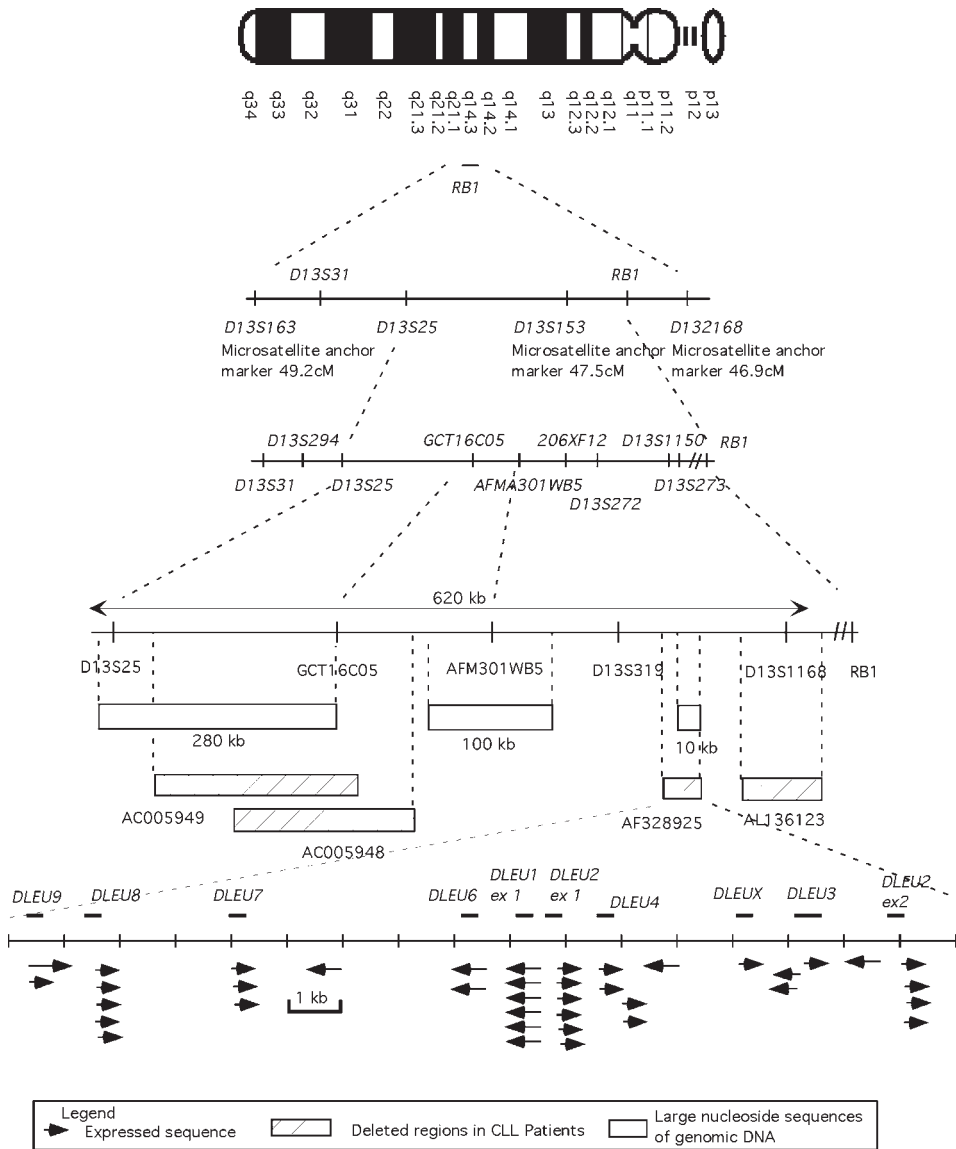 q34 q33 q32 q31 q22 q21.3 q21.2 q21.1 q14.3 q14.2 q14.1 q13 q12.3 q12.2 q12.1 q11 p11.1 p11.2 p12 p13
RB1
D13S31 RB1
D13S163 D13S25 D13S153 D132168
Microsatellite anchor Microsatellite anchor Microsatellite anchor
marker 49.2cM marker 47.5cM marker 46.9cM
D13S294 GCT16C05 206XF12 D13S1150 RB1
D13S31 D13S25 AFMA301WB5 D13S273
D13S272
620 kb
D13S25 GCT16C05 AFM301WB5 D13S319 D13S1168 RB1
280 kb 100 kb 10 kb
AC005949 AF328925 AL136123
AC005948
DLEU9 DLEU8 DLEU7 DLEU6 DLEU1 ex 1 DLEU2 ex 1 DLEU4 DLEUX DLEU3 DLEU2 ex2
1 kb
Legend
Expressed sequence
Deleted regions in CLL Patients
Large nucleoside sequences
of genomic DNA